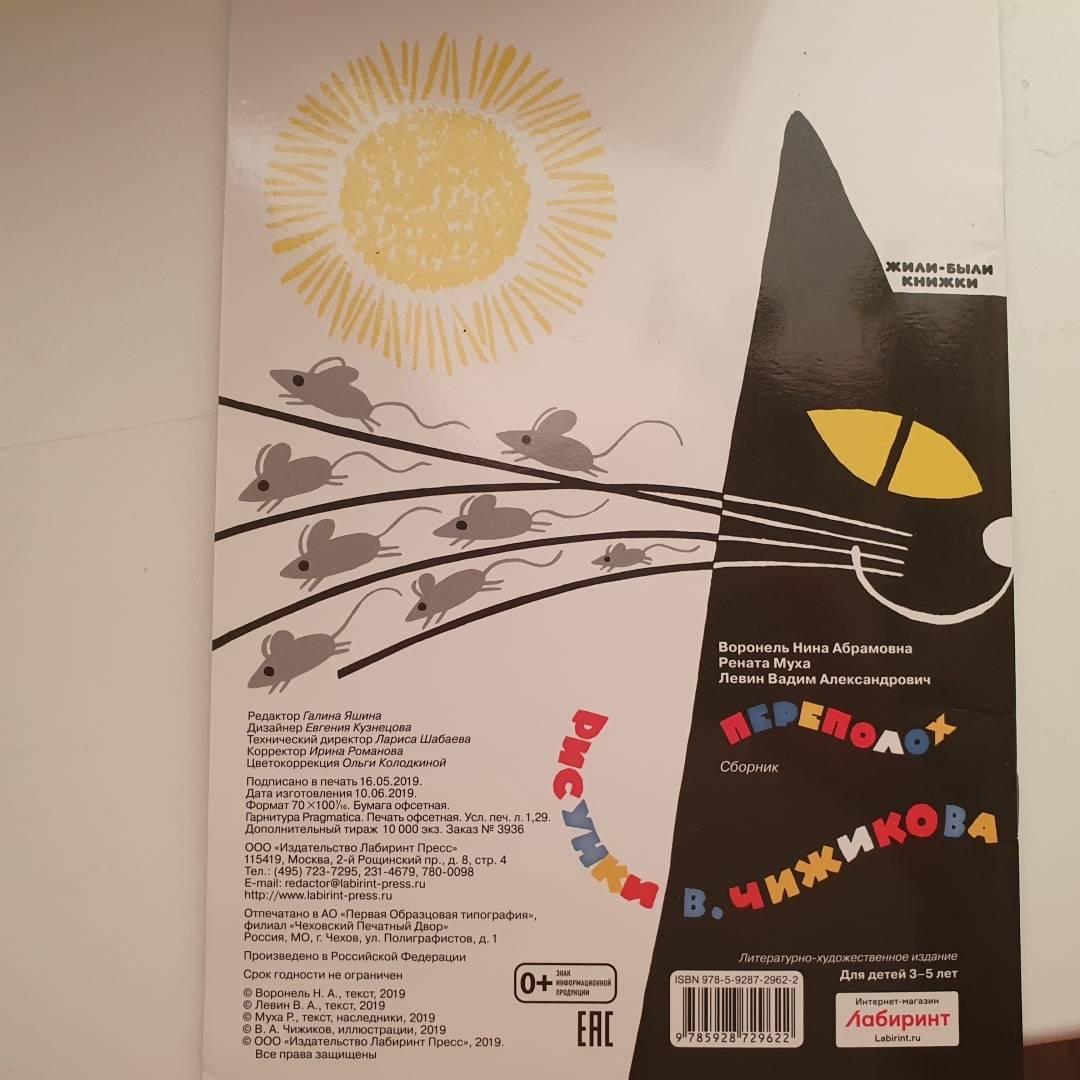 ЖИЛИ-БЫЛИ
КНИЖКИ
Воронель Нина Абрамовна
Рената Муха
Левин Вадим Александрович
ПЕРЕПОЛОХ
Сборник
РИСУНКИ
В. ЧИЖИКОВА
Редактор Галина Яшина
Дизайнер Евгения Кузнецова
Технический директор Лариса Шабаева
Корректор Ирина Романова
Цветокоррекция Ольги Колодкиной
Подписано в печать 16.05.2019.
Дата изготовления 10.06.2019.
Формат 70 × 100 1/16. Бумага офсетная.
Гарнитура Pragmatica. Печать офсетная. Усл. печ. л. 1,29.
Дополнительный тираж 10 000 экз. Заказ № 3936
ООО «Издательство Лабиринт Пресс»
115419, Москва, 2-й Рощинский пр., д. 8, стр. 4
Тел.: (495) 723-7295, 231-4679, 780-0098
E-mail: redactor@labirint-press.ru
http://www.labirint-press.ru
Отпечатано в АО «Первая Образцовая типография»,
филиал «Чеховский Печатный Двор»
Россия, МО, г. Чехов, ул. Полиграфистов, д. 1
Произведено в Российской Федерации
Срок годности не ограничен
© Воронель Н. А., текст, 2019
© Левин В. А., текст, 2019
© Муха Р., текст, наследники, 2019
© В. А. Чижиков, иллюстрации, 2019
© ООО «Издательство Лабиринт Пресс», 2019.
Все права защищены
0+
ЗНАК
ИНФОРМАЦИОННОЙ
ПРОДУКЦИИ
EAC
Литературно-художественное издание
Для детей 3–5 лет
ISBN 978-5-9287-2962-2
9 785928 729622
Интернет-магазин
Лабиринт
Labirint.ru